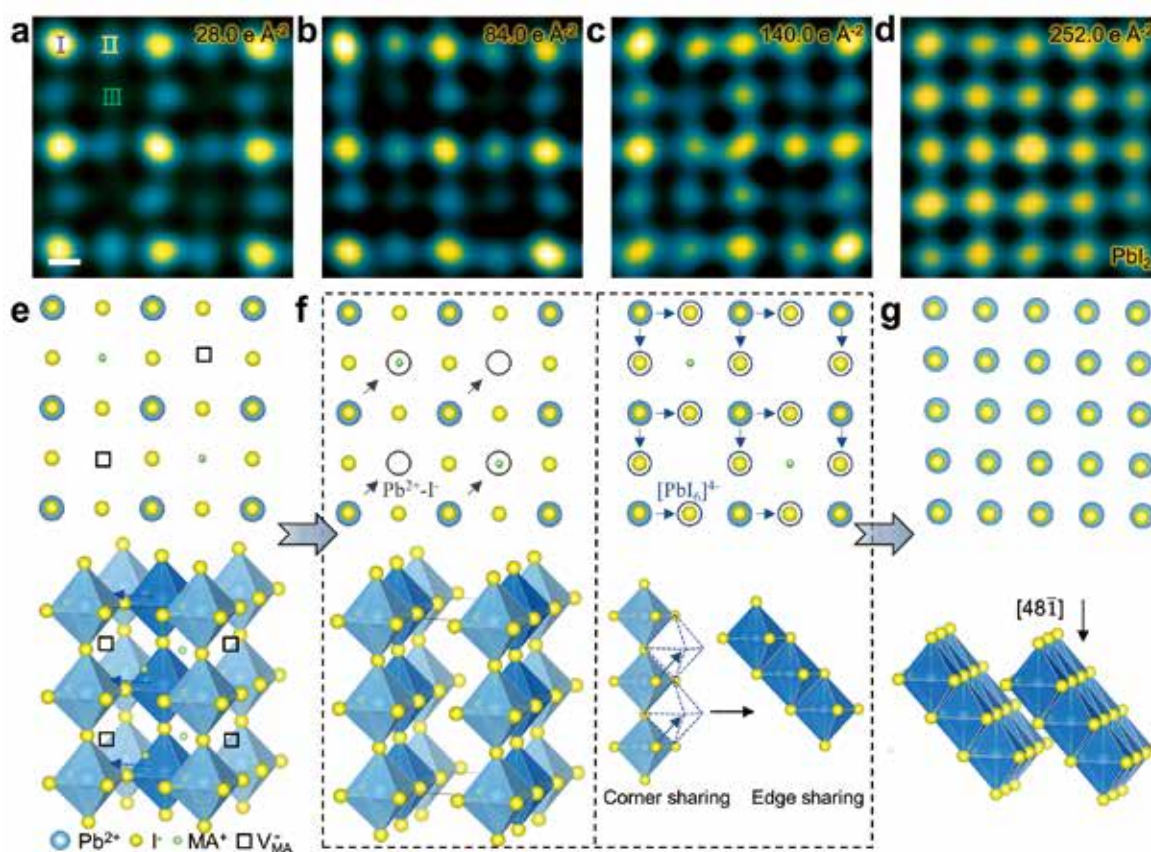 a
I
II
III
28.0 e Å⁻²
b
84.0 e Å⁻²
c
140.0 e Å⁻²
d
252.0 e Å⁻²
PbI₂
e
f
Pb²⁺-I⁻
[PbI₆]⁴⁻
g
[481̄]
Corner sharing
Edge sharing
Pb²⁺ I⁻ MA⁺ V⁻MA